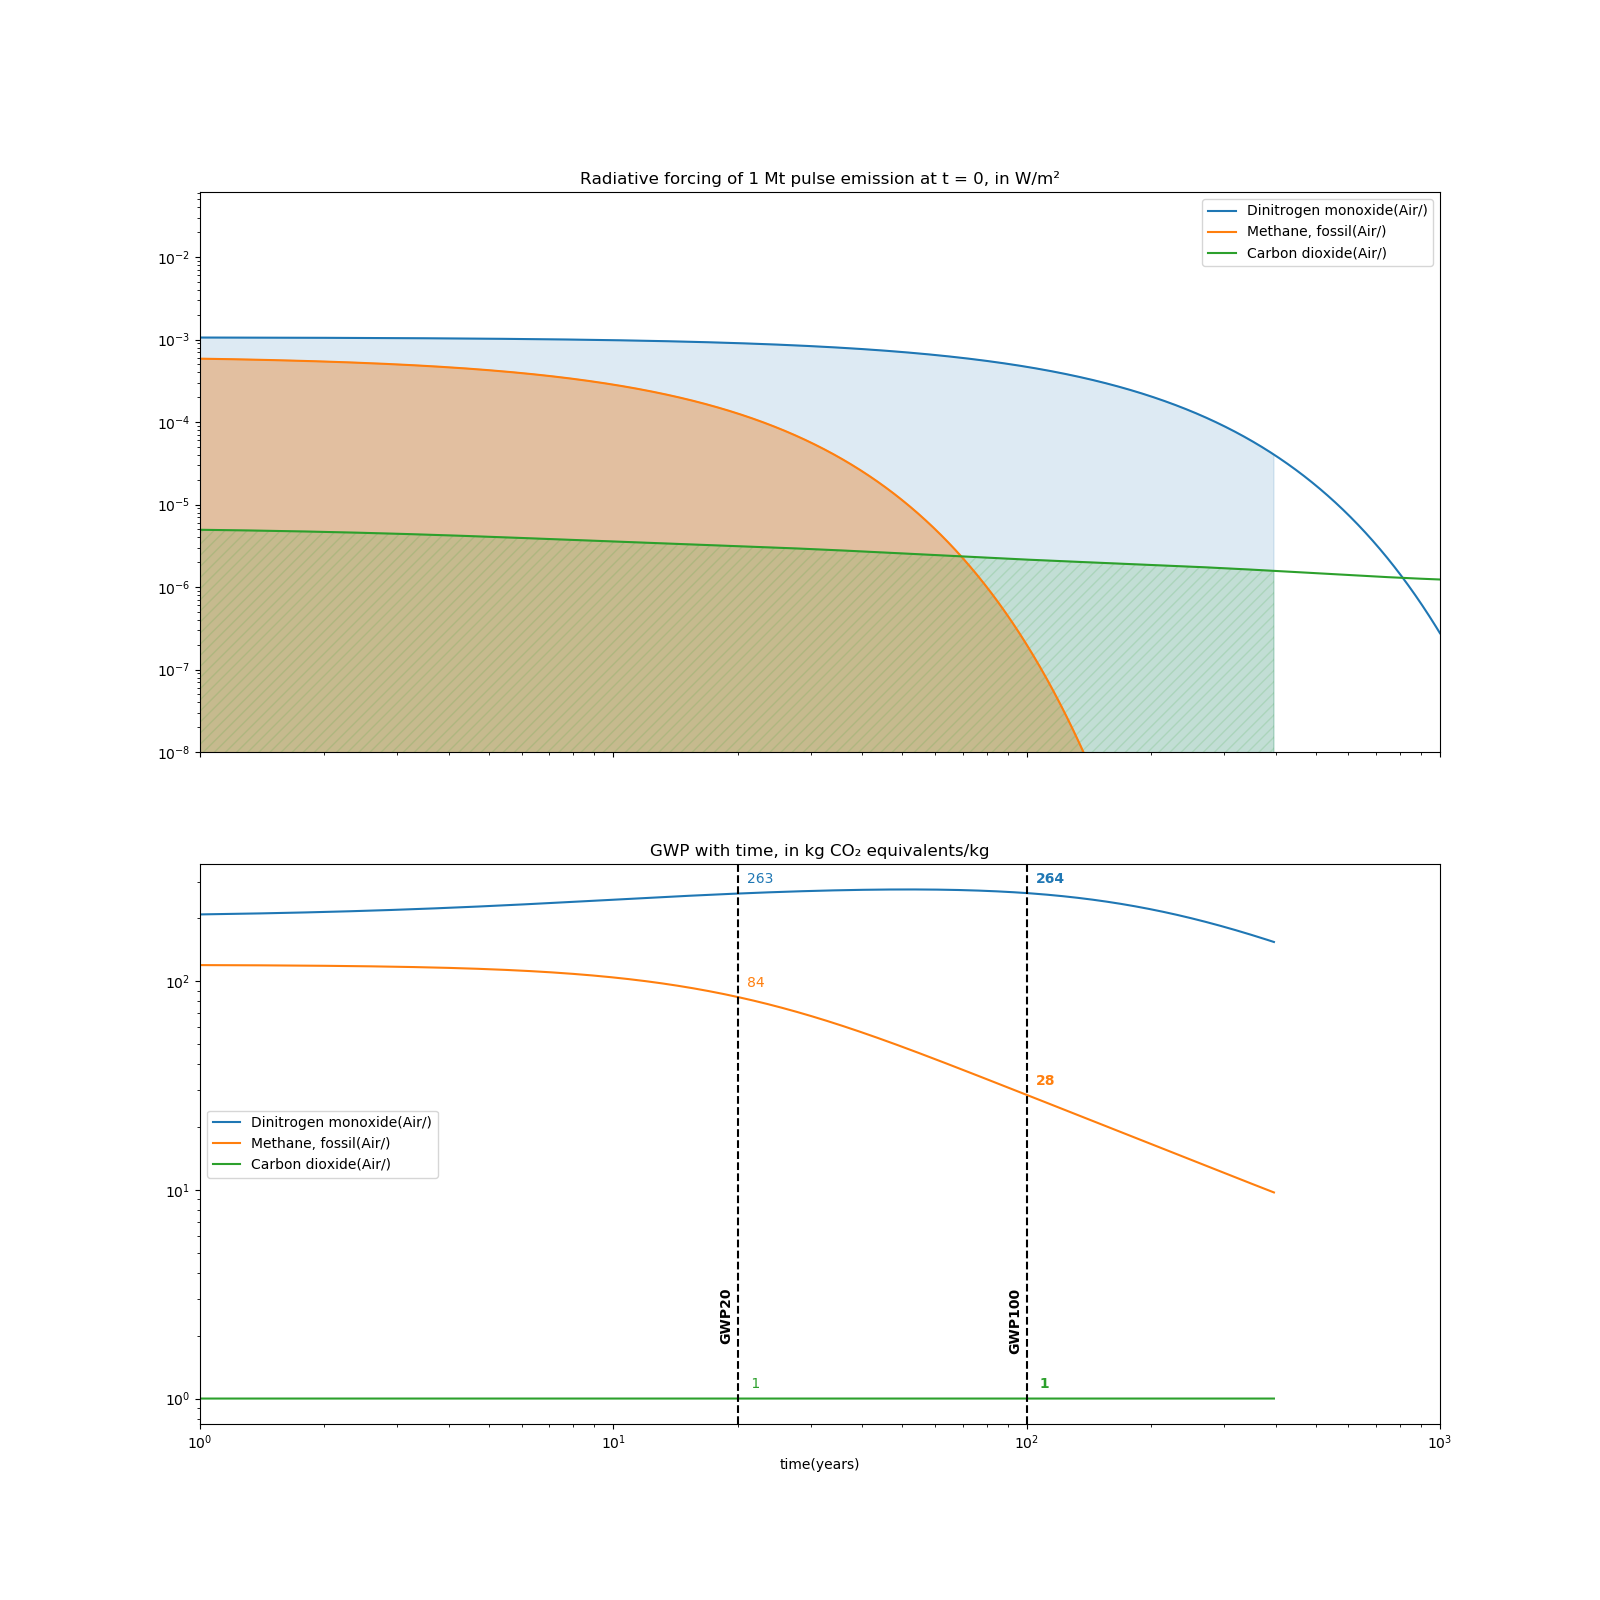 Radiative forcing of 1 Mt pulse emission at t = 0, in W/m²
Dinitrogen monoxide(Air/)
Methane, fossil(Air/)
Carbon dioxide(Air/)
10⁻²
10⁻³
10⁻⁴
10⁻⁵
10⁻⁶
10⁻⁷
10⁻⁸
GWP with time, in kg CO₂ equivalents/kg
263
264
10²
84
28
Dinitrogen monoxide(Air/)
Methane, fossil(Air/)
Carbon dioxide(Air/)
10¹
GWP20
GWP100
1
1
10⁰
10⁰ 10¹ 10² 10³
time(years)